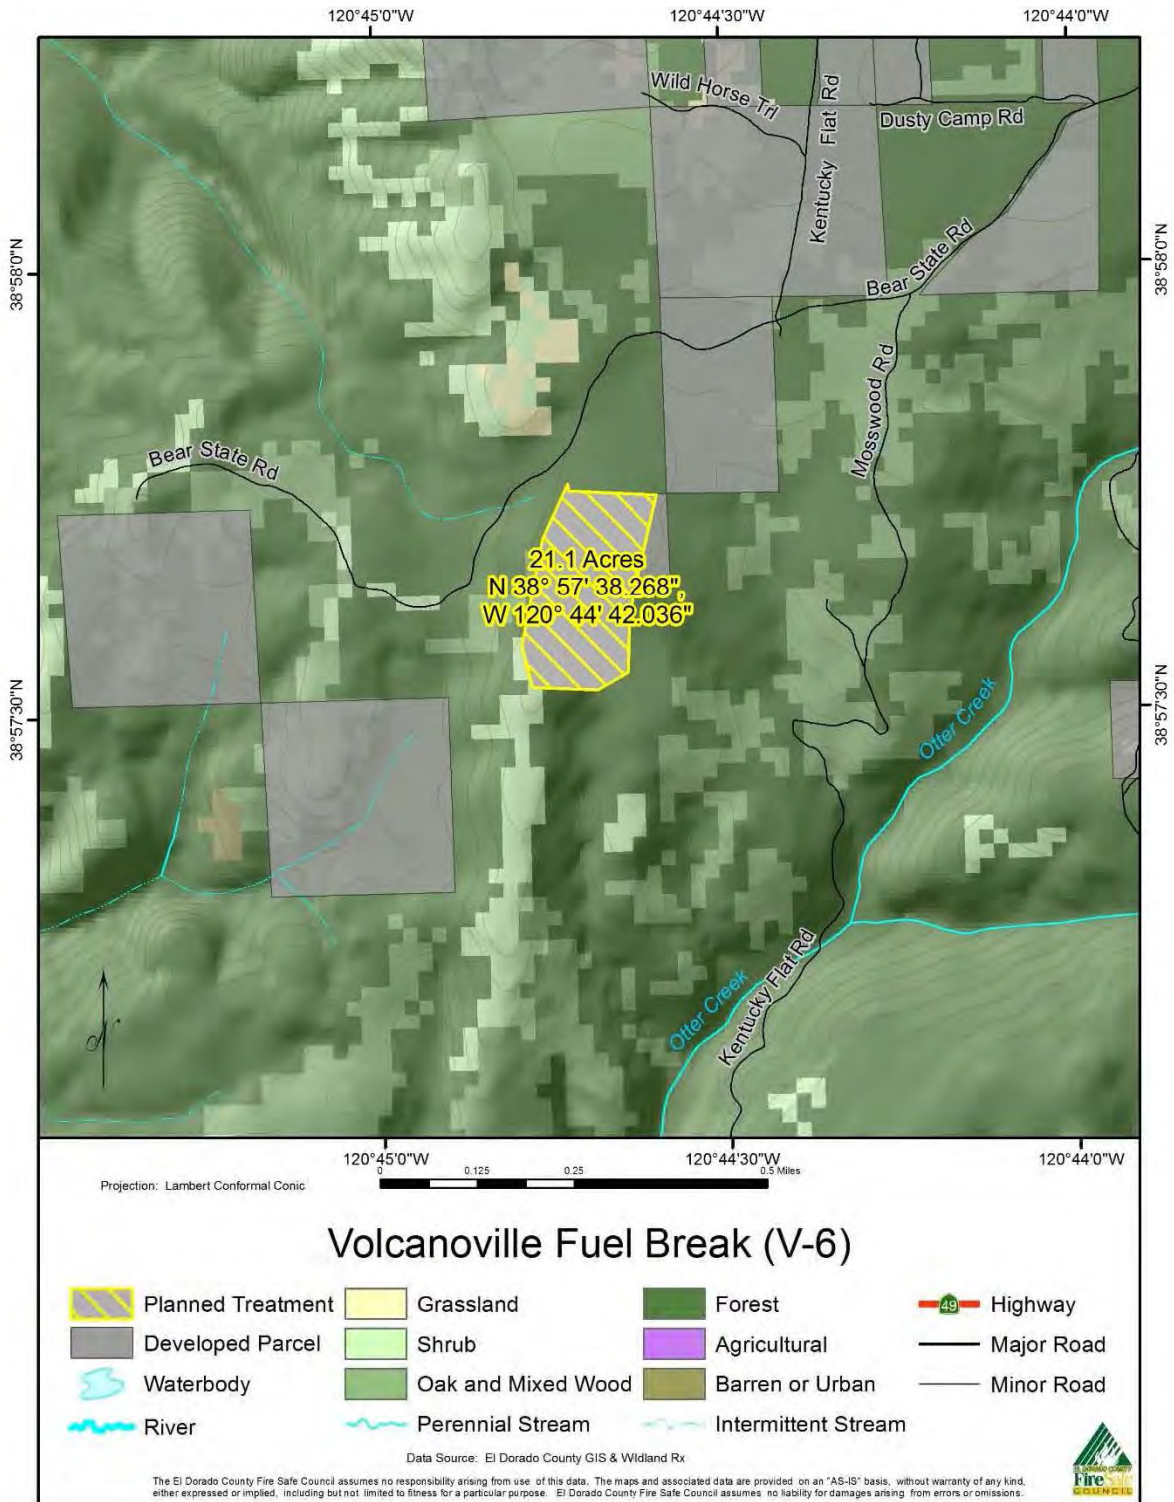 120°45'0"W
120°44'30"W
120°44'0"W
Wild Horse Trl
Kentucky Flat Rd
Dusty Camp Rd
38°58'0"N
38°58'0"N
Bear State Rd
Mosswood Rd
Bear State Rd
21.1 Acres
N 38° 57' 38.268",
W 120° 44' 42.036"
38°57'30"N
38°57'30"N
Otter Creek
Otter Creek
Kentucky Flat Rd
N
120°45'0"W
120°44'30"W
120°44'0"W
Projection: Lambert Conformal Conic
0 0.125 0.25 0.5 Miles
Volcanoville Fuel Break (V-6)
Planned Treatment
Grassland
Forest
49 Highway
Developed Parcel
Shrub
Agricultural
Major Road
Waterbody
Oak and Mixed Wood
Barren or Urban
Minor Road
River
Perennial Stream
Intermittent Stream
Data Source: El Dorado County GIS & Wildland Rx
The El Dorado County Fire Safe Council assumes no responsibility arising from use of this data. The maps and associated data are provided on an "AS-IS" basis, without warranty of any kind,
either expressed or implied, including but not limited to fitness for a particular purpose. El Dorado County Fire Safe Council assumes no liability for damages arising from errors or omissions.
EL DORADO COUNTY
Fire Safe
COUNCIL